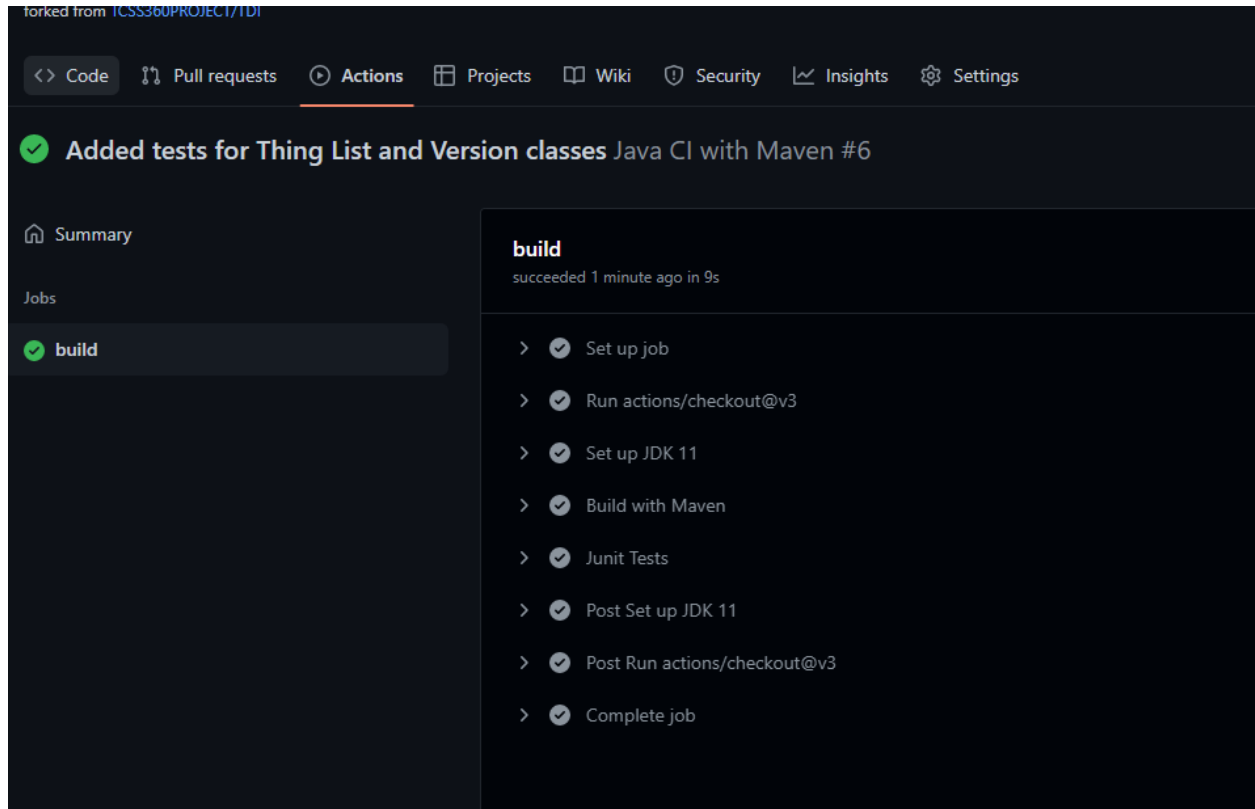 forked from TCSS360PROJECT/TDI
<> Code Pull requests Actions Projects Wiki Security Insights Settings
Added tests for Thing List and Version classes Java CI with Maven #6
Summary
Jobs
build
build
succeeded 1 minute ago in 9s
Set up job
Run actions/checkout@v3
Set up JDK 11
Build with Maven
Junit Tests
Post Set up JDK 11
Post Run actions/checkout@v3
Complete job